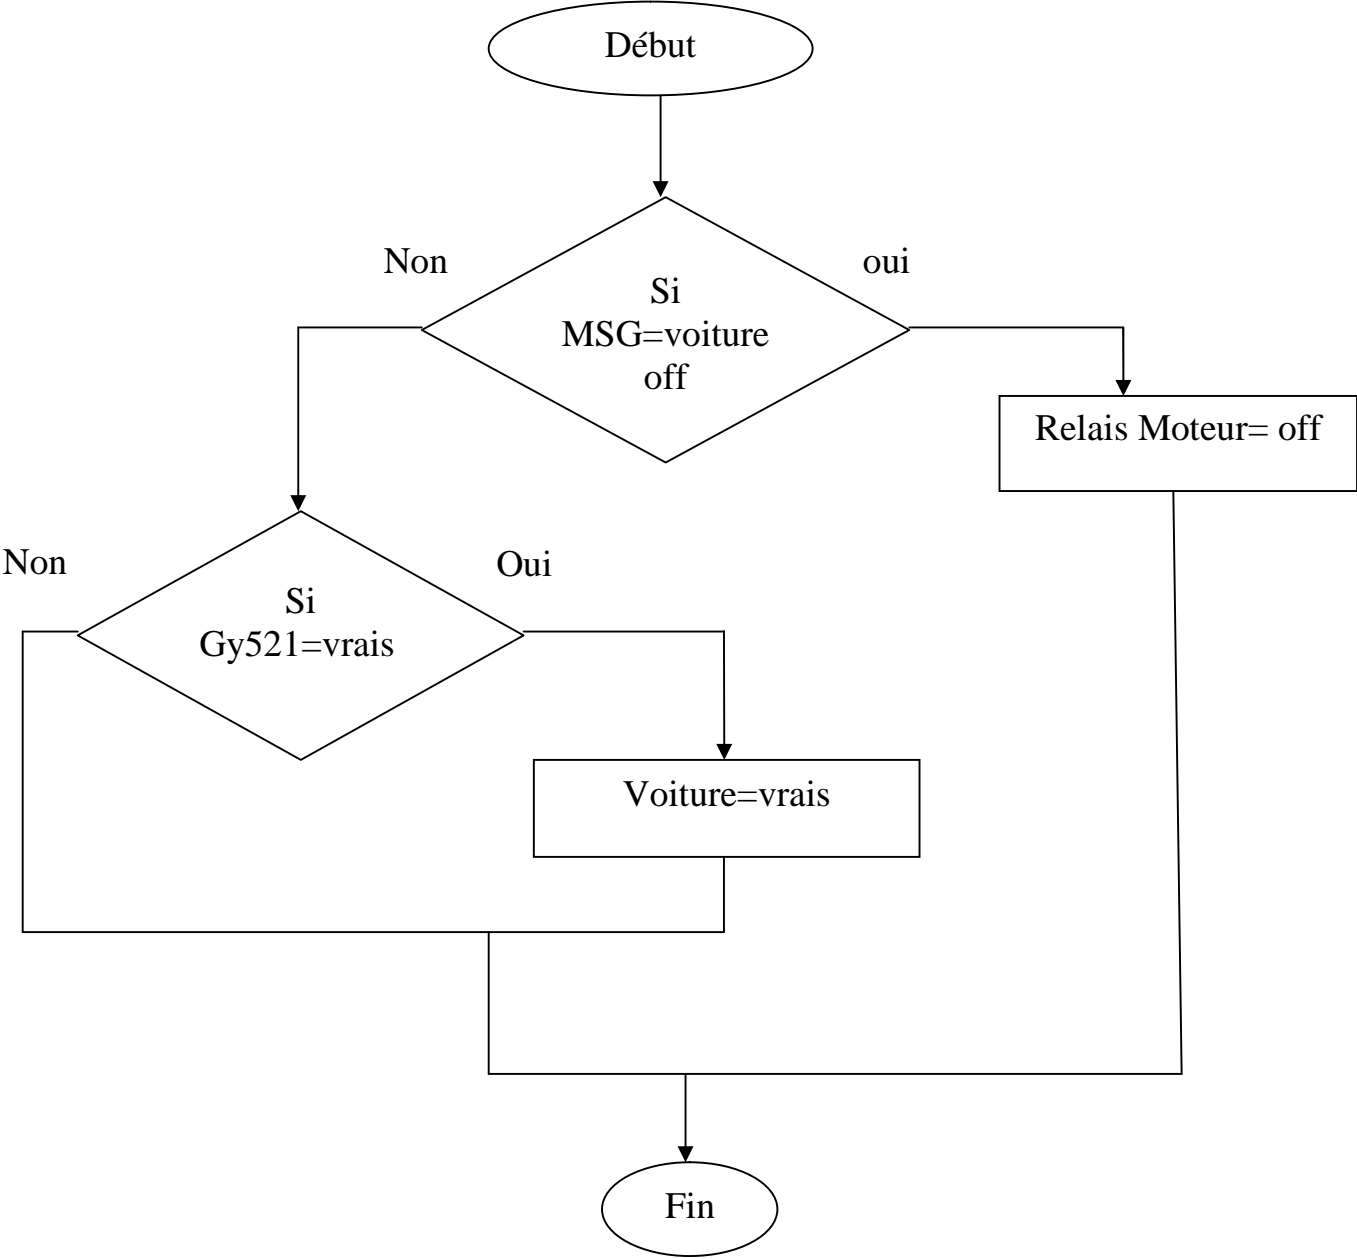 Début
Non
oui
Si
MSG=voiture
off
Relais Moteur= off
Non
Oui
Si
Gy521=vrais
Voiture=vrais
Fin